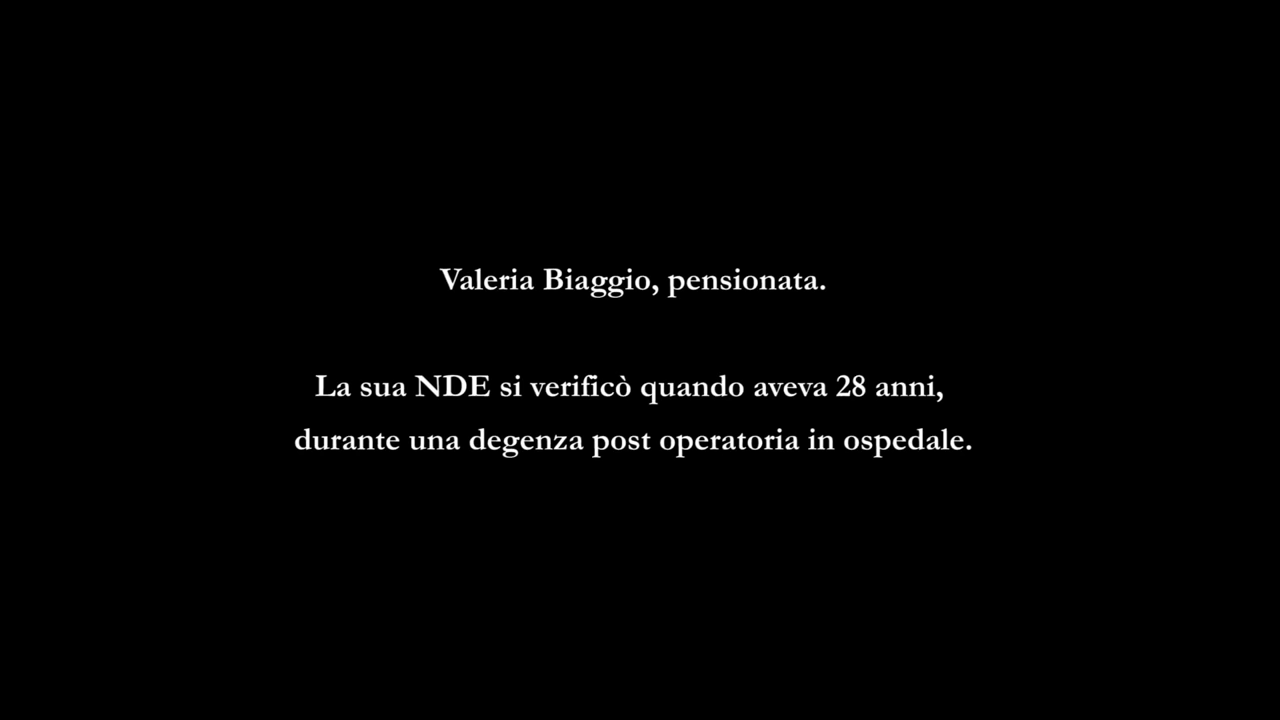 Valeria Biaggio, pensionata.
La sua NDE si verificò quando aveva 28 anni,
durante una degenza post operatoria in ospedale.